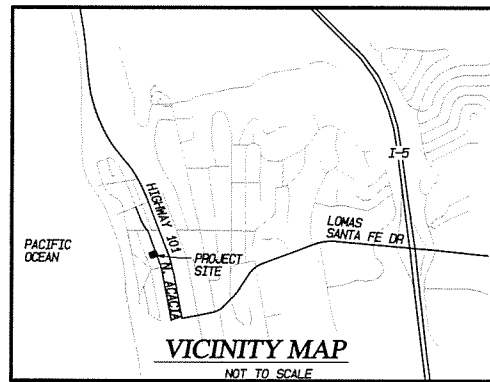 I-5
HIGHWAY 101
LOMAS
SANTA FE DR
PACIFIC
OCEAN
PROJECT
SITE
N. ACACIA
VICINITY MAP
NOT TO SCALE